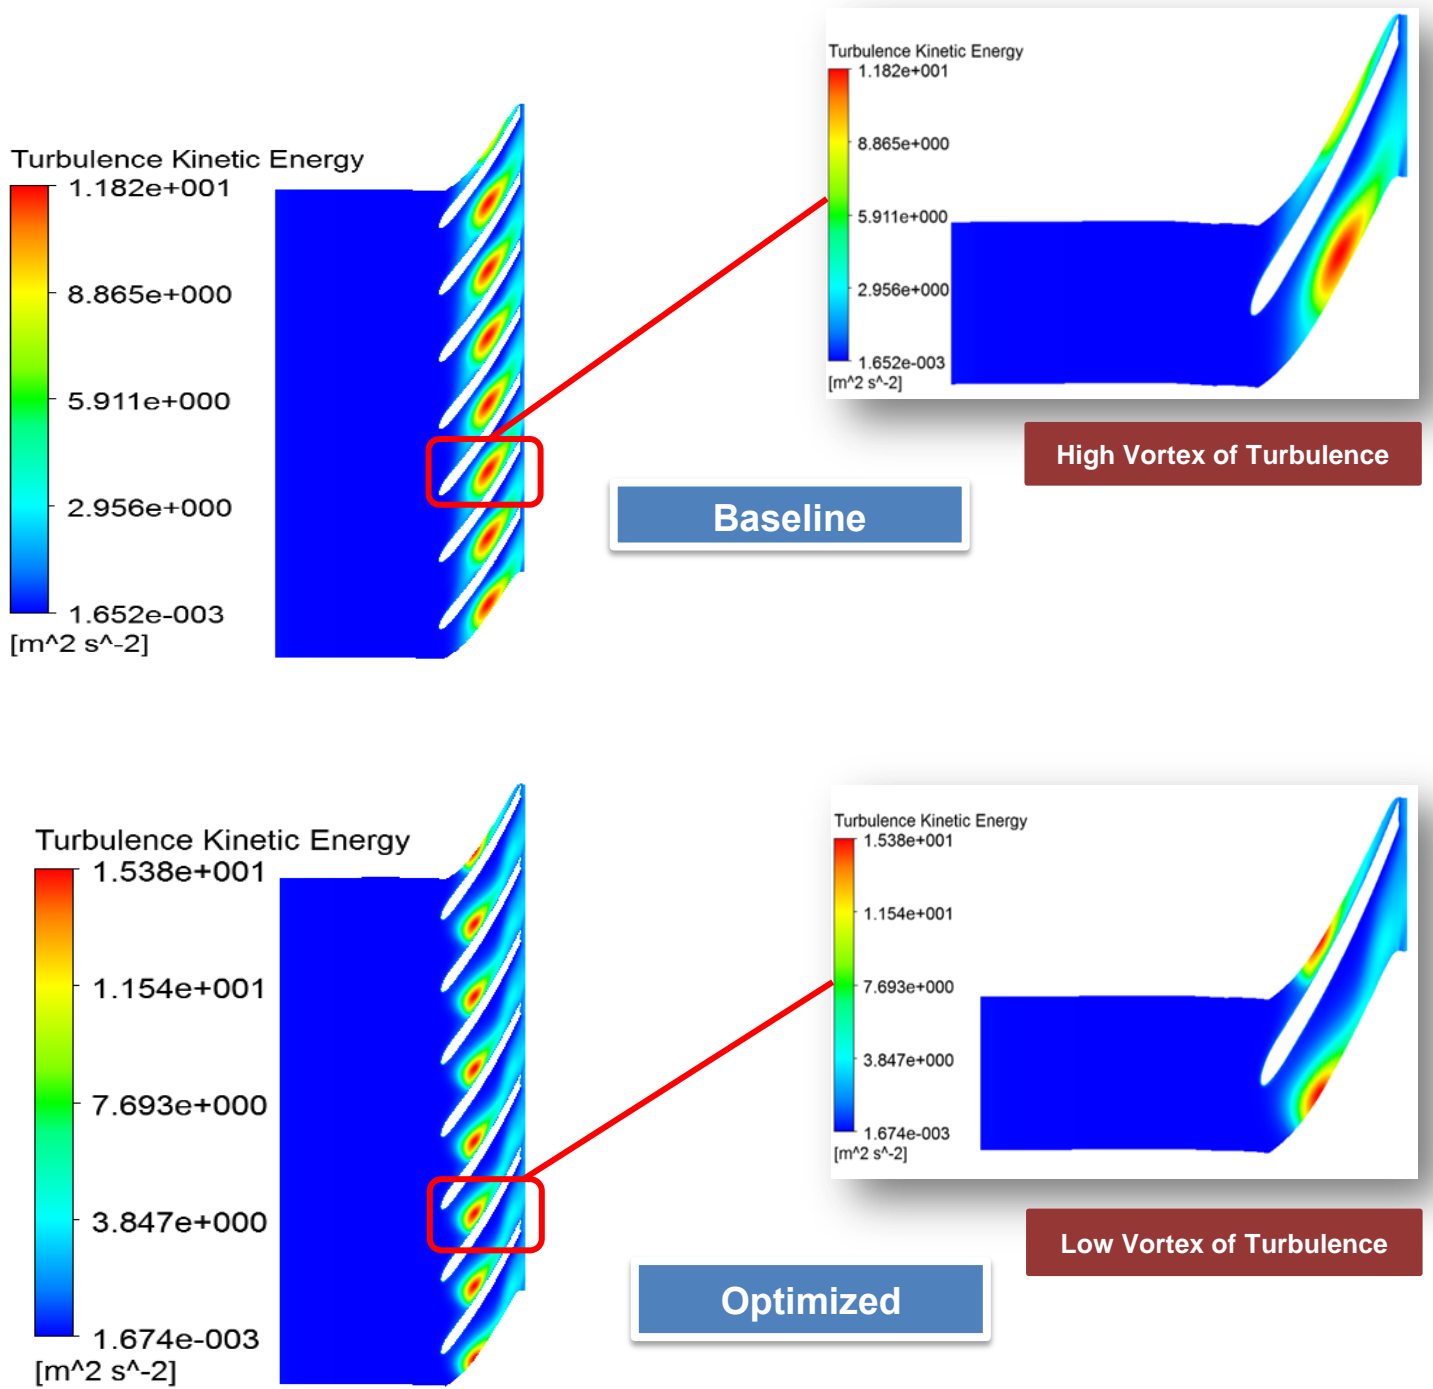 Turbulence Kinetic Energy
1.182e+001
8.865e+000
5.911e+000
2.956e+000
1.652e-003
[m^2 s^-2]
Turbulence Kinetic Energy
1.182e+001
8.865e+000
5.911e+000
2.956e+000
1.652e-003
[m^2 s^-2]
High Vortex of Turbulence
Baseline
Turbulence Kinetic Energy
1.538e+001
1.154e+001
7.693e+000
3.847e+000
1.674e-003
[m^2 s^-2]
Turbulence Kinetic Energy
1.538e+001
1.154e+001
7.693e+000
3.847e+000
1.674e-003
[m^2 s^-2]
Low Vortex of Turbulence
Optimized